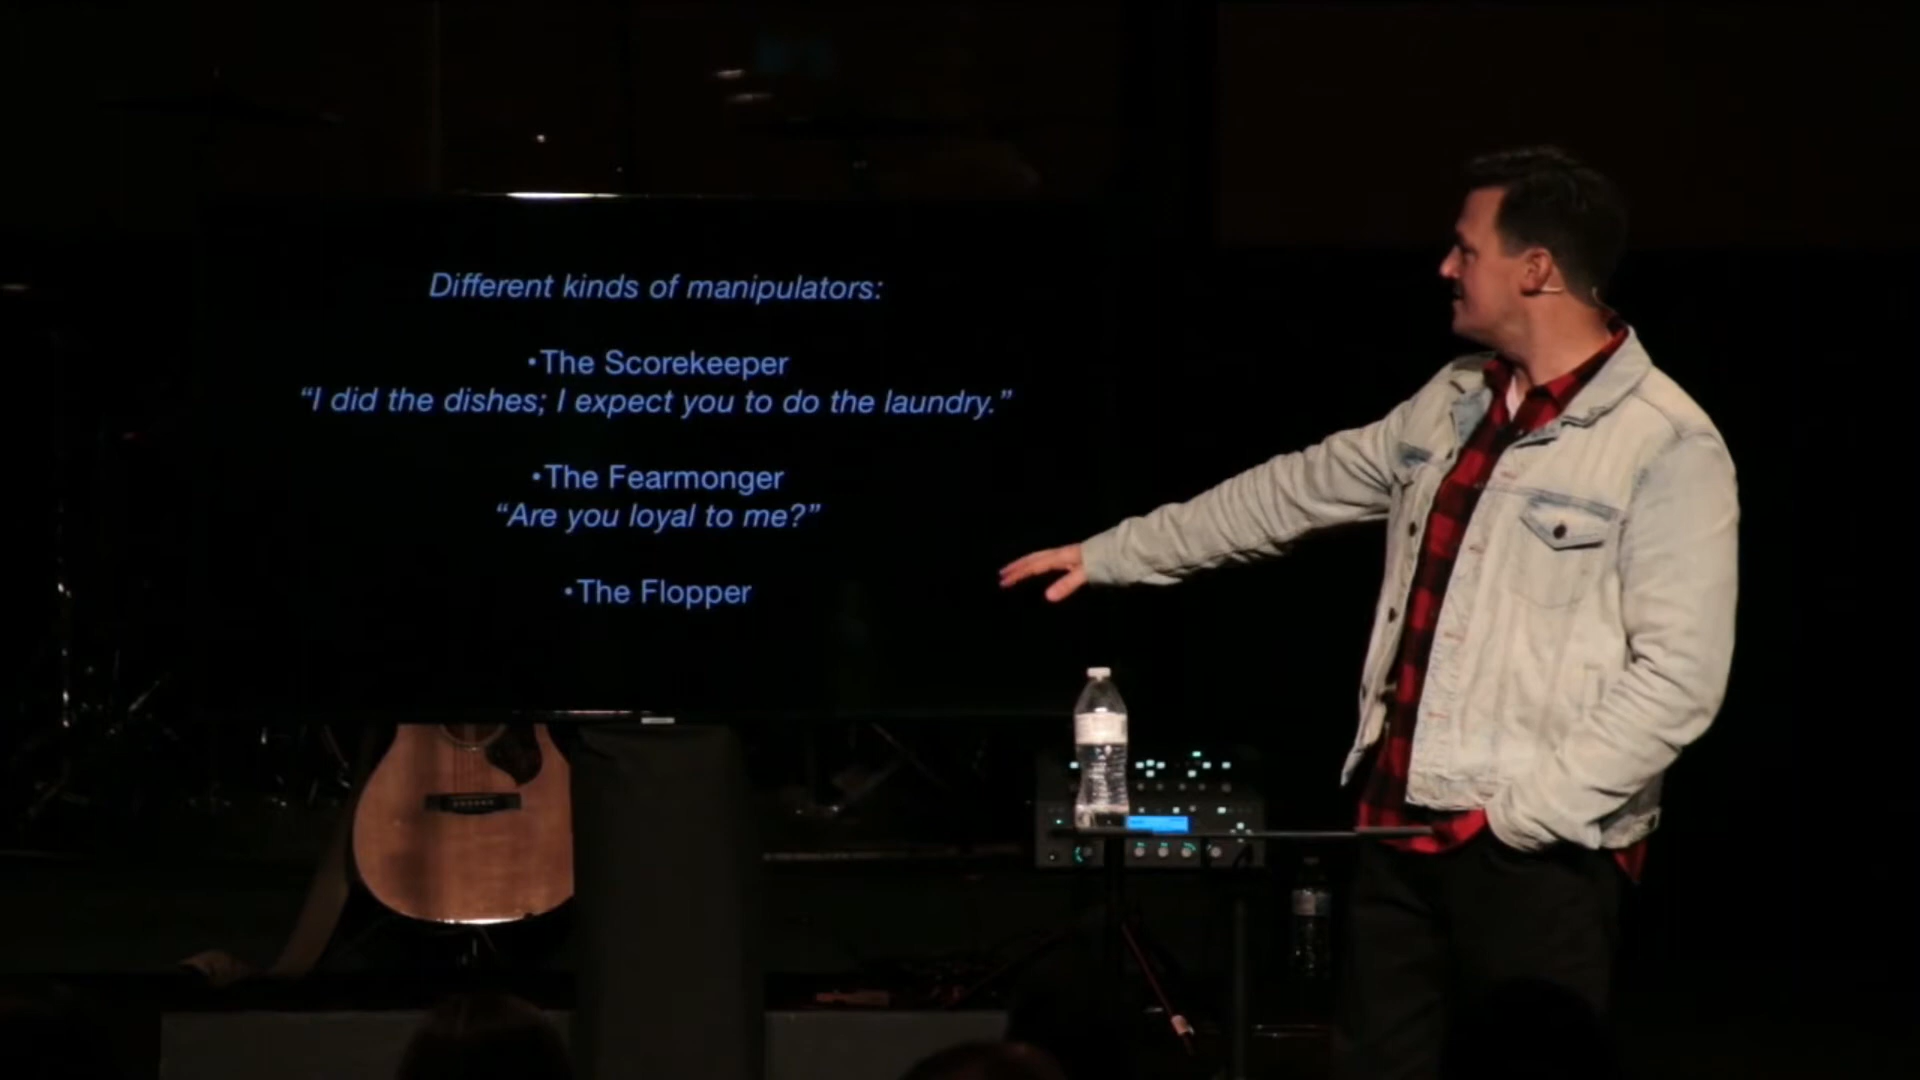 Different kinds of manipulators:
•The Scorekeeper
“I did the dishes; I expect you to do the laundry.”
•The Fearmonger
“Are you loyal to me?”
•The Flopper